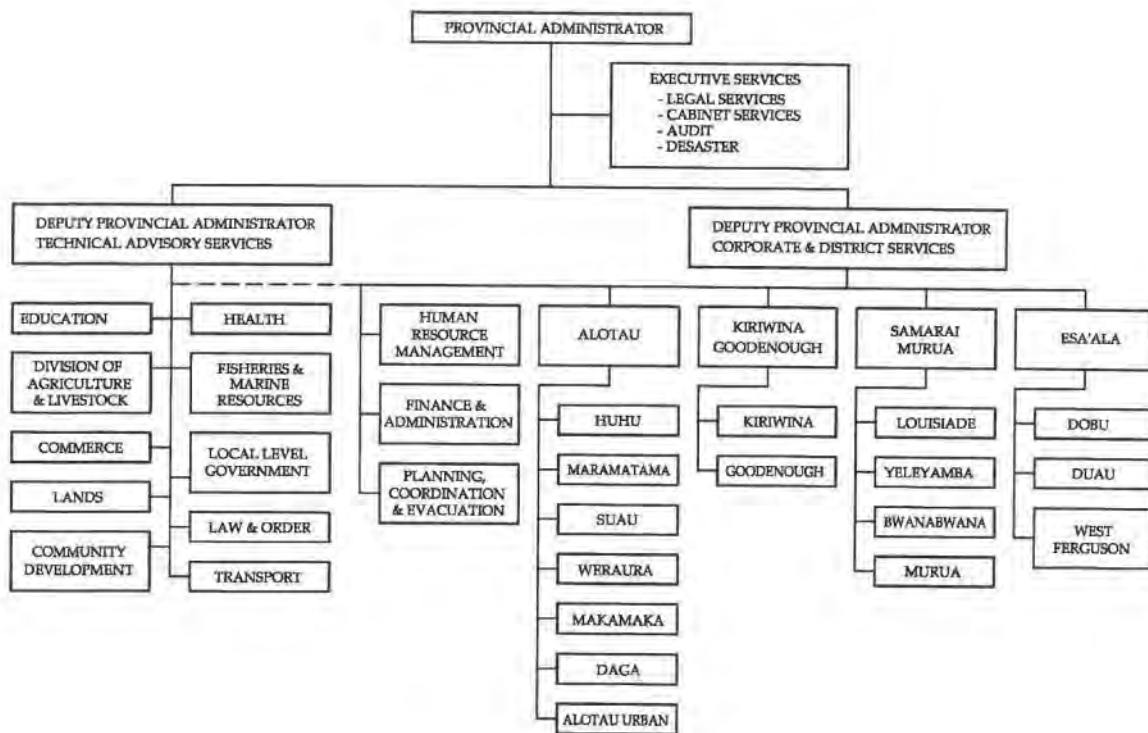 PROVINCIAL ADMINISTRATOR
EXECUTIVE SERVICES
- LEGAL SERVICES
- CABINET SERVICES
- AUDIT
- DESASTER
DEPUTY PROVINCIAL ADMINISTRATOR
TECHNICAL ADVISORY SERVICES
DEPUTY PROVINCIAL ADMINISTRATOR
CORPORATE & DISTRICT SERVICES
EDUCATION
HEALTH
DIVISION OF
AGRICULTURE
& LIVESTOCK
FISHERIES &
MARINE
RESOURCES
COMMERCE
LOCAL LEVEL
GOVERNMENT
LANDS
LAW & ORDER
COMMUNITY
DEVELOPMENT
TRANSPORT
HUMAN
RESOURCE
MANAGEMENT
FINANCE &
ADMINISTRATION
PLANNING,
COORDINATION
& EVACUATION
ALOTAU
HUHU
MARAMATAMA
SUAU
WERAURA
MAKAMAKA
DAGA
ALOTAU URBAN
KIRIWINA
GOODENOUGH
KIRIWINA
GOODENOUGH
SAMARAI
MURUA
LOUISIADE
YELEYAMBA
BWANABWANA
MURUA
ESA'ALA
DOBU
DUAU
WEST
FERGUSON